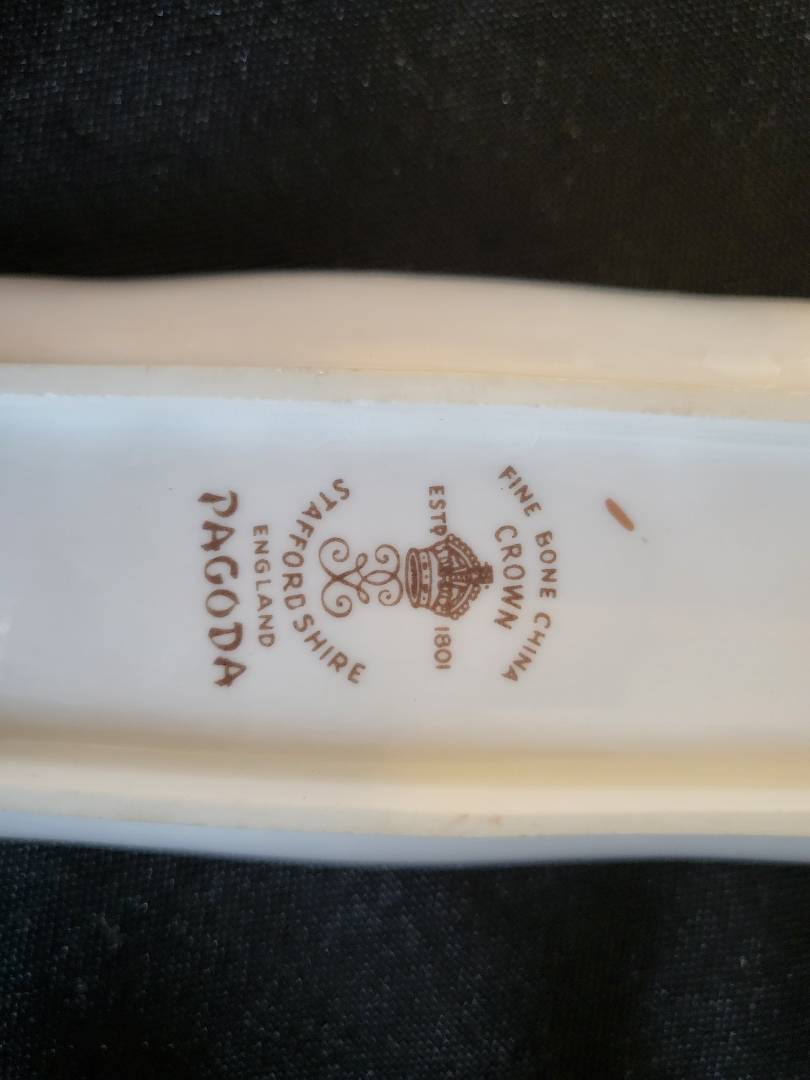 FINE BONE CHINA
CROWN
ESTD 1801
STAFFORDSHIRE
ENGLAND
PAGODA